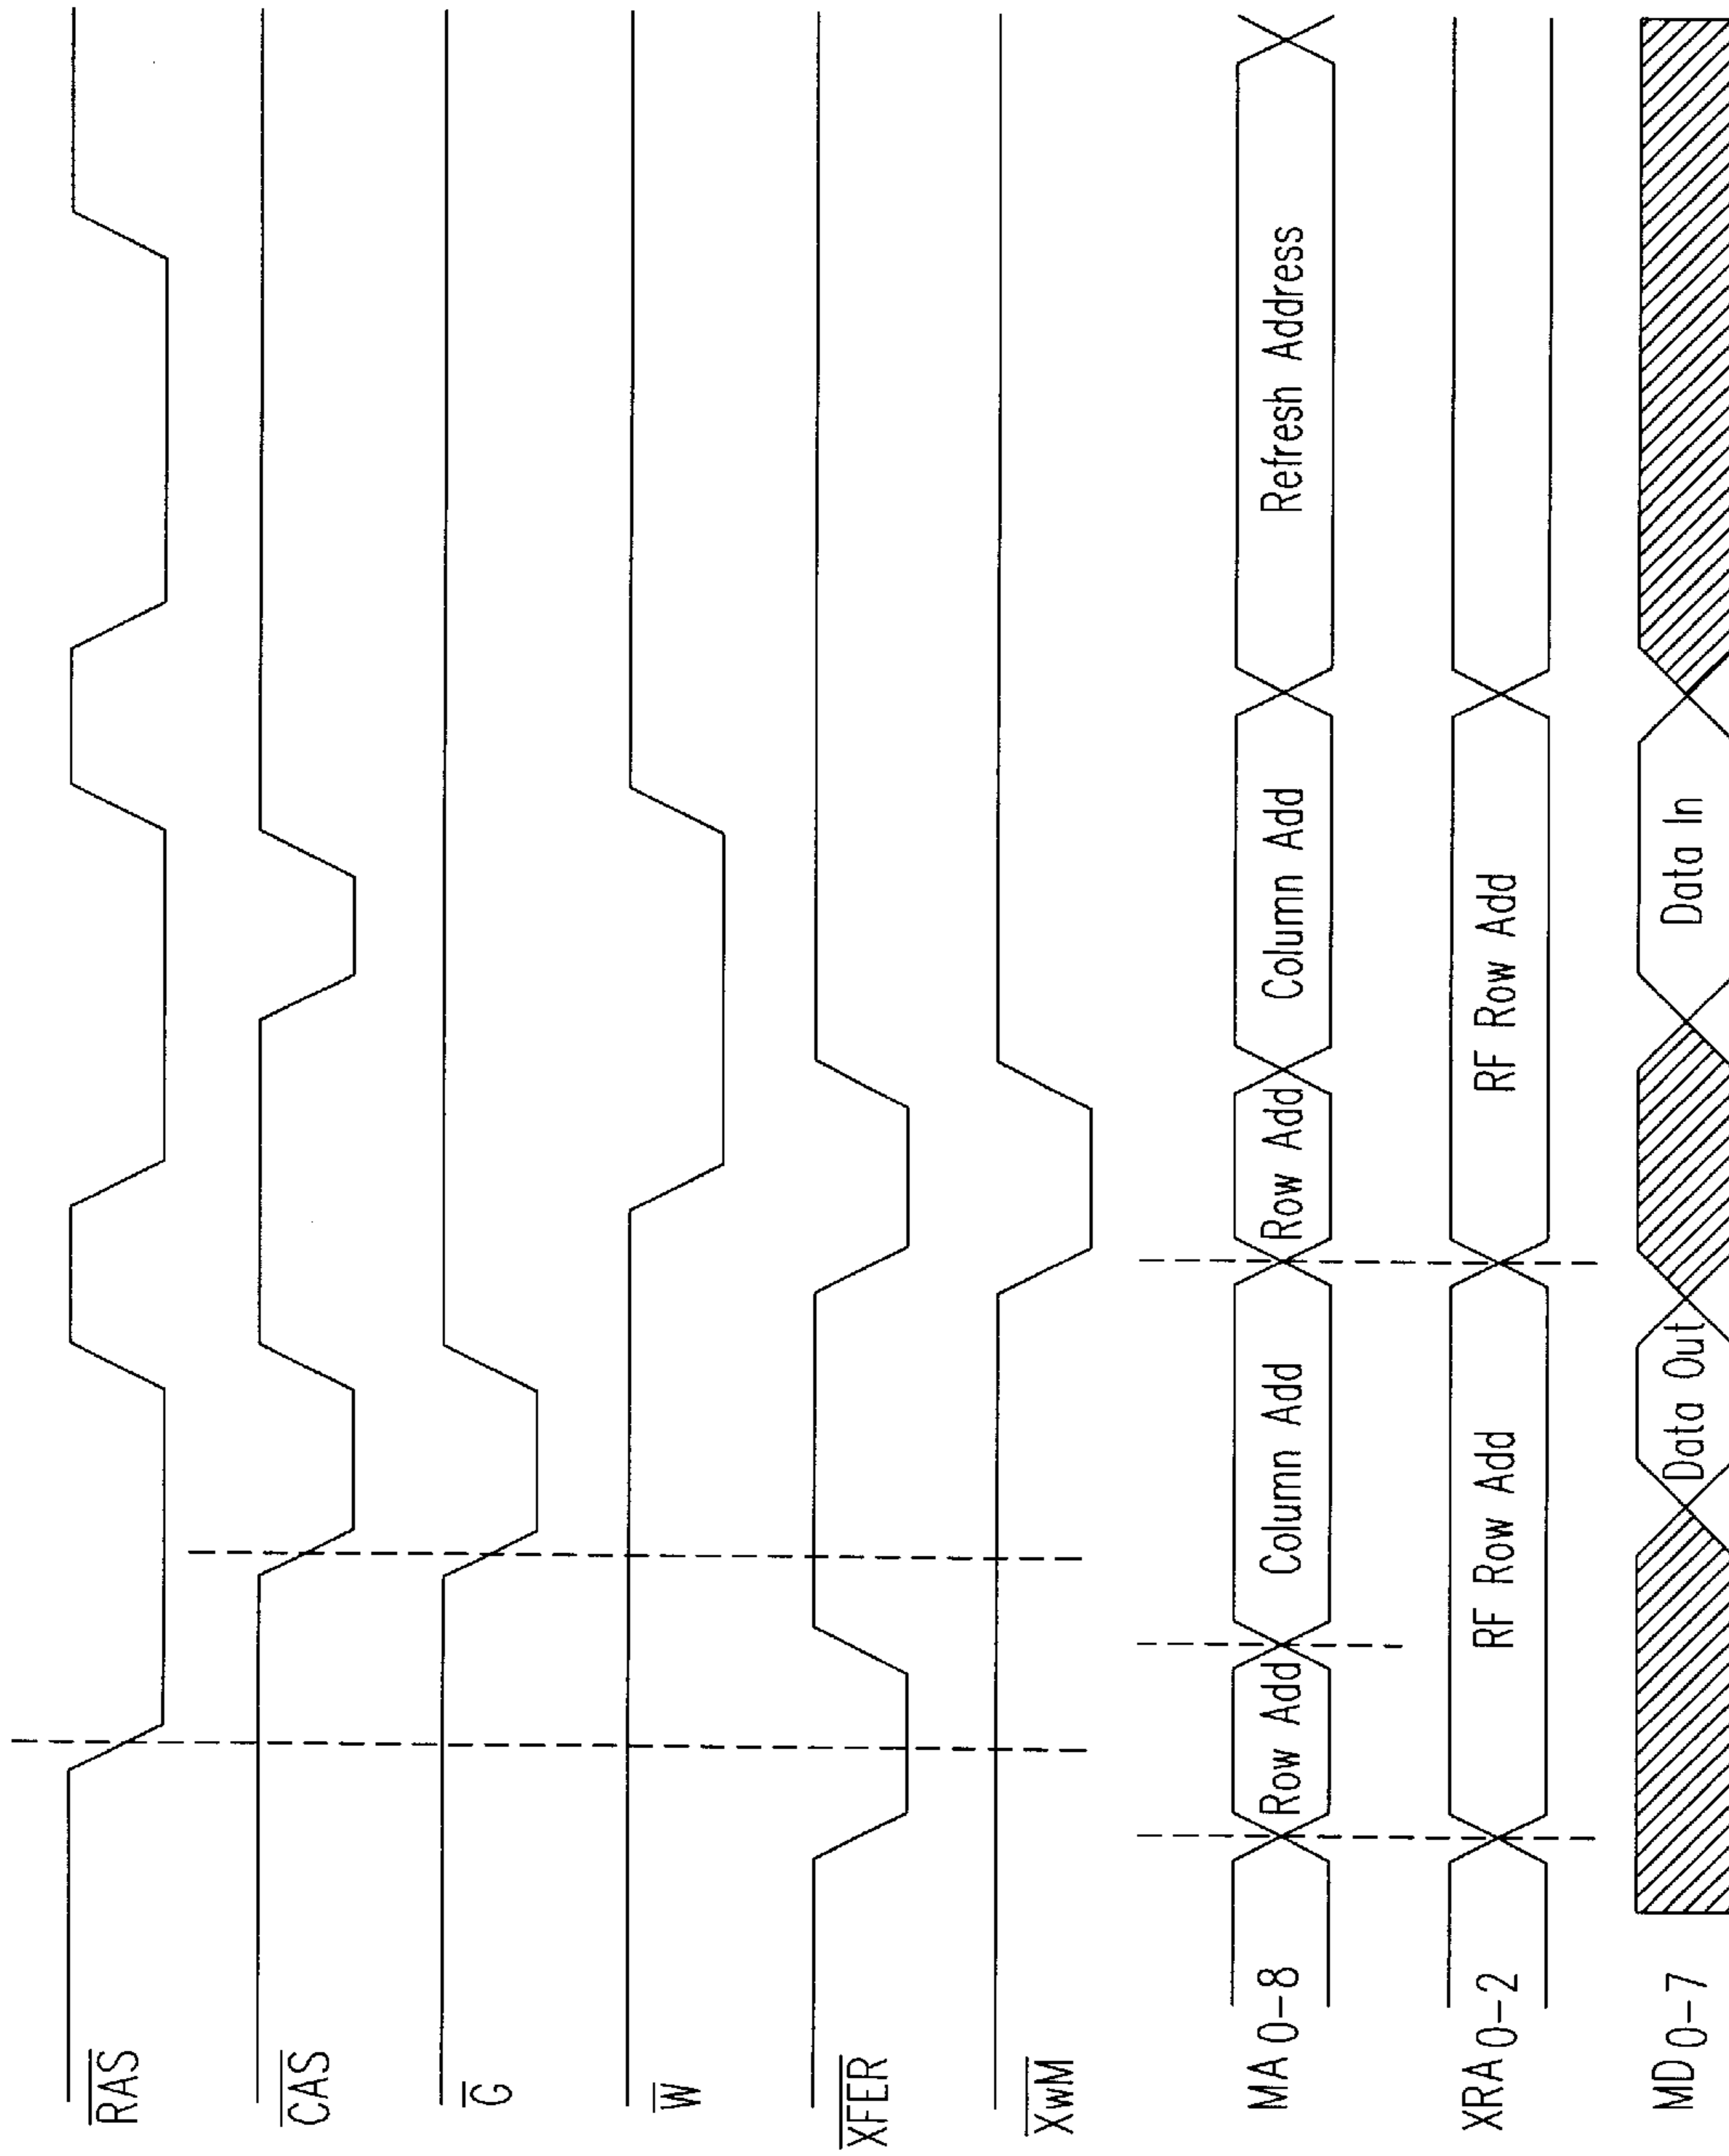 RAS
CAS
G
W
XFER
XwM
MA 0-8 Row Add Column Add Row Add Column Add Refresh Address
XRA 0-2 RF Row Add RF Row Add
MD 0-7 Data Out Data In